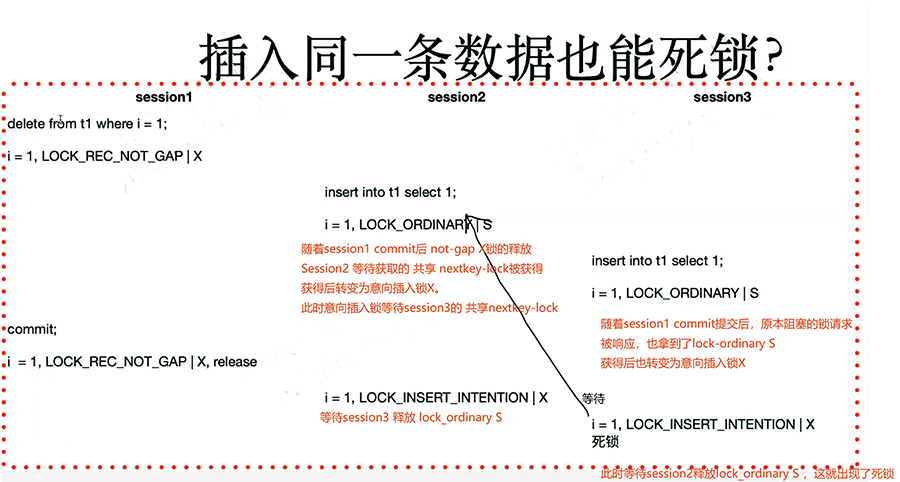 插入同一条数据也能死锁?
session1
session2
session3
delete from t1 where i = 1;
i = 1, LOCK_REC_NOT_GAP | X
insert into t1 select 1;
i = 1, LOCK_ORDINARY | S
随着session1 commit后 not-gap X锁的释放
Session2 等待获取的 共享 nextkey-lock被获得
获得后转变为意向插入锁X。
此时意向插入锁等待session3的 共享nextkey-lock
insert into t1 select 1;
i = 1, LOCK_ORDINARY | S
随着session1 commit提交后，原本阻塞的锁请求
被响应，也拿到了lock-ordinary S
获得后也转变为意向插入锁X
commit;
i = 1, LOCK_REC_NOT_GAP | X, release
i = 1, LOCK_INSERT_INTENTION | X
等待session3 释放 lock_ordinary S
等待
i = 1, LOCK_INSERT_INTENTION | X
死锁
此时等待session2释放lock_ordinary S ，这就出现了死锁